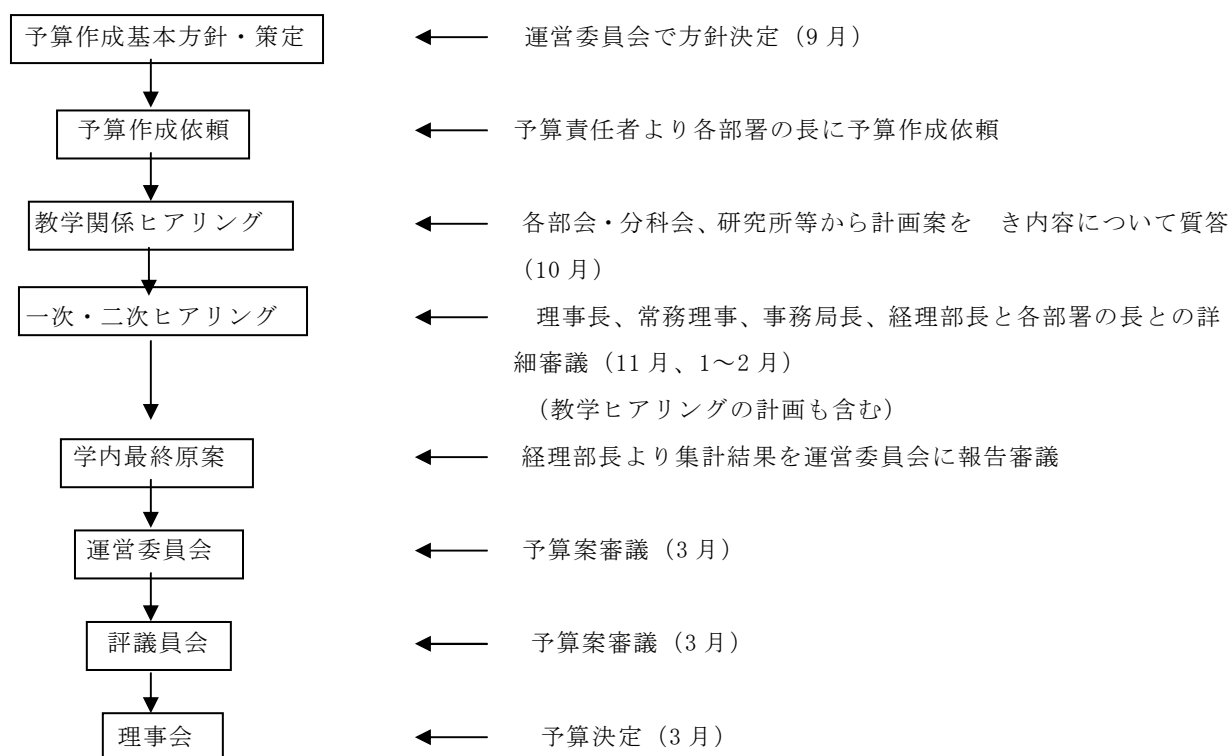 予算作成基本方針・策定
運営委員会で方針決定（9月）
予算作成依頼
予算責任者より各部署の長に予算作成依頼
教学関係ヒアリング
各部会・分科会、研究所等から計画案を　き内容について質答
（10月）
一次・二次ヒアリング
理事長、常務理事、事務局長、経理部長と各部署の長との詳
細審議（11月、1～2月）
（教学ヒアリングの計画も含む）
学内最終原案
経理部長より集計結果を運営委員会に報告審議
運営委員会
予算案審議（3月）
評議員会
予算案審議（3月）
理事会
予算決定（3月）